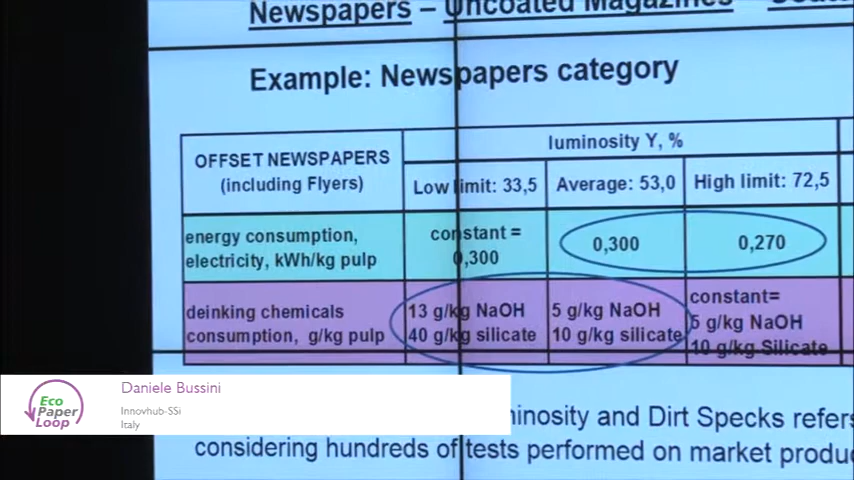 Newspapers – Uncoated Magazines –
Example: Newspapers category
OFFSET NEWSPAPERS
(including Flyers)
luminosity Y, %
Low limit: 33,5
Average: 53,0
High limit: 72,5
energy consumption,
electricity, kWh/kg pulp
constant =
0,300
0,300
0,270
deinking chemicals
consumption, g/kg pulp
13 g/kg NaOH
40 g/kg silicate
5 g/kg NaOH
10 g/kg silicate
constant=
5 g/kg NaOH
10 g/kg Silicate
Eco
Paper
Loop
Daniele Bussini
Innovhub-SSi
Italy
and Dirt Specks refers
considering hundreds of tests performed on market